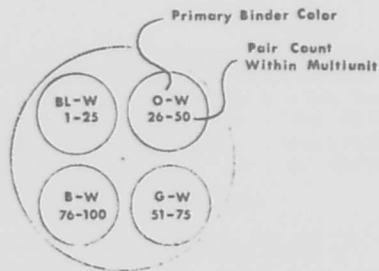 Primary Binder Color
Pair Count
Within Multiunit
BL-W
1-25
O-W
26-50
B-W
76-100
G-W
51-75